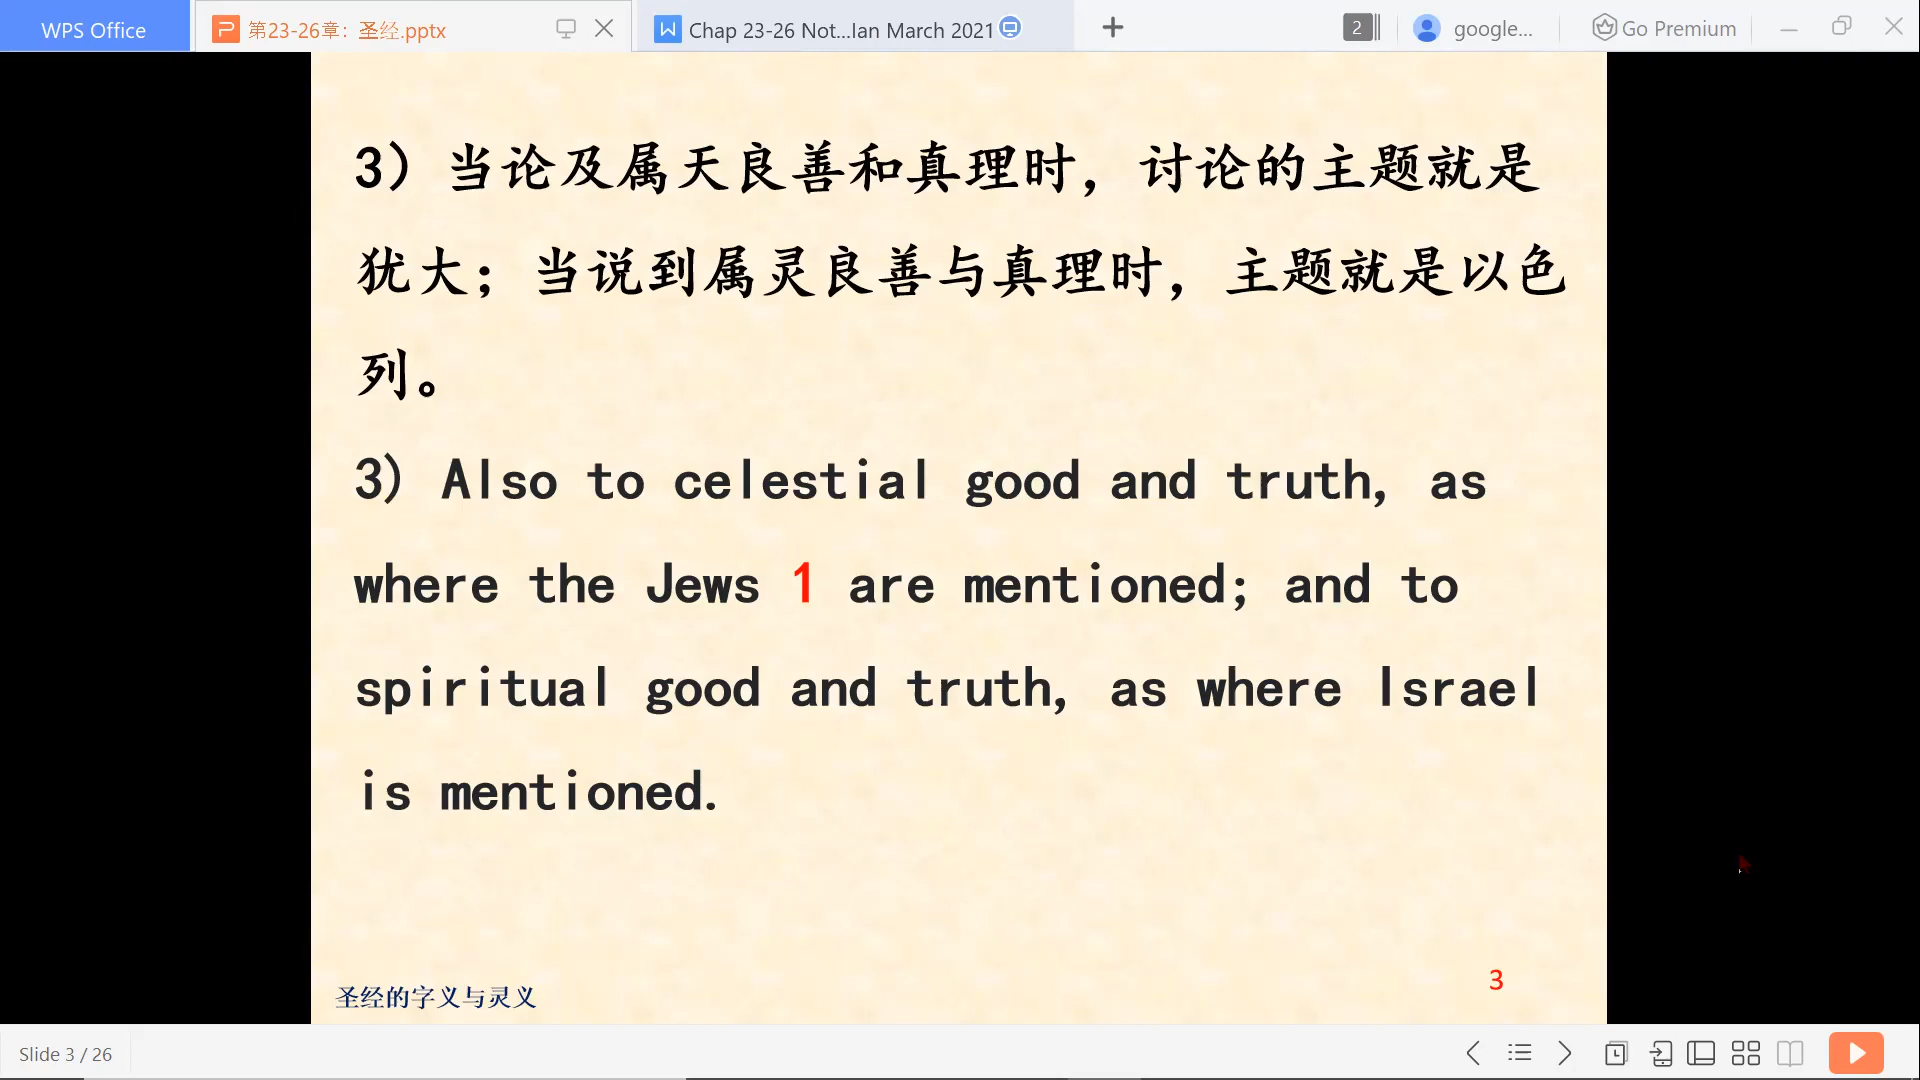 WPS Office
第23-26章：圣经.pptx
Chap 23-26 Not...Ian March 2021
2
google...
Go Premium
3）当论及属天良善和真理时，讨论的主题就是
犹大；当说到属灵良善与真理时，主题就是以色
列。
3) Also to celestial good and truth, as
where the Jews 1 are mentioned; and to
spiritual good and truth, as where Israel
is mentioned.
圣经的字义与灵义
3
Slide 3 / 26